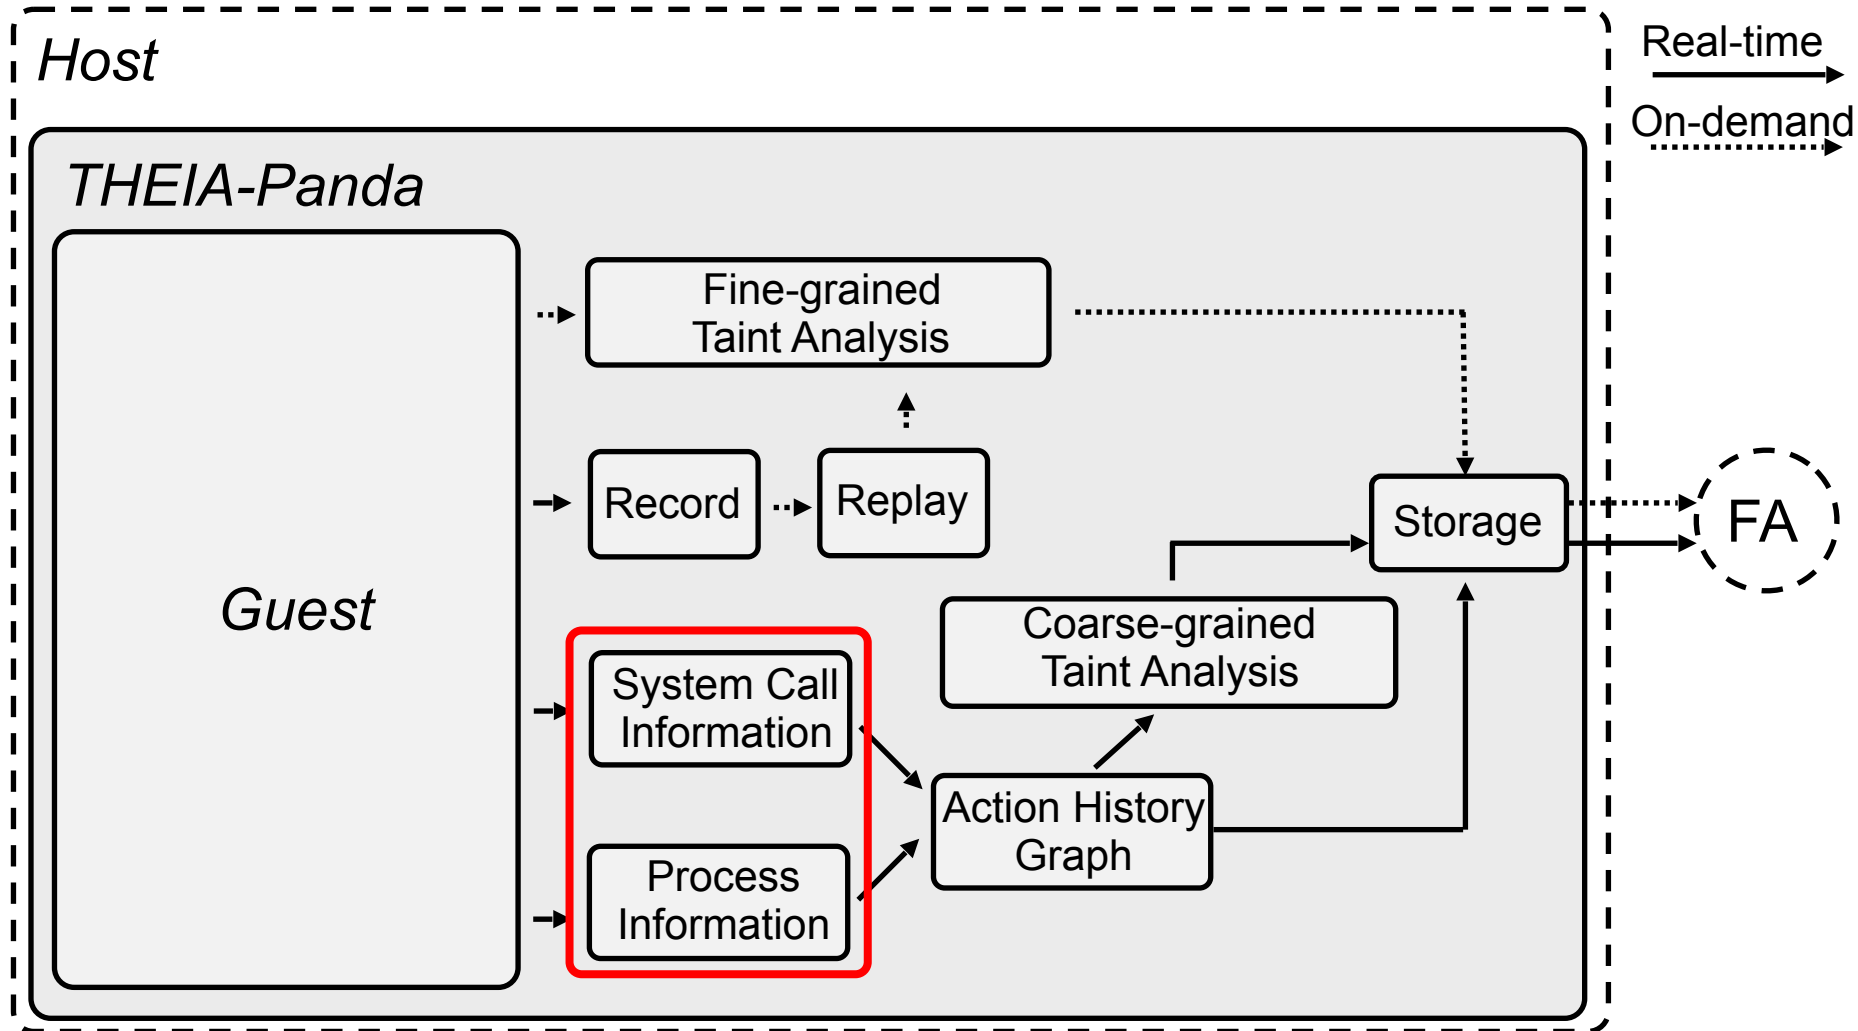 Host
Real-time
On-demand
THEIA-Panda
Guest
Fine-grained
Taint Analysis
Record
Replay
Storage
FA
System Call
Information
Coarse-grained
Taint Analysis
Process
Information
Action History
Graph